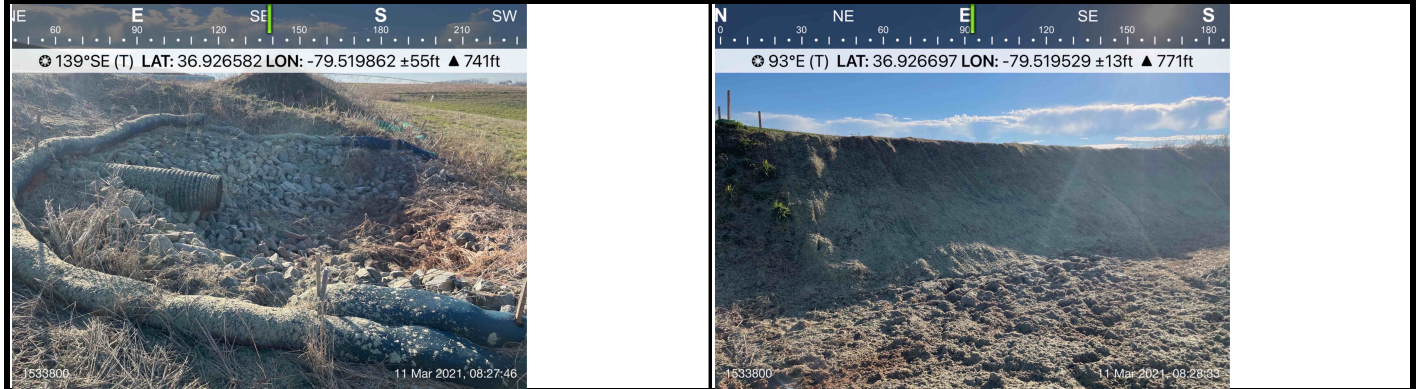 NE E SE S SW
60 90 120 150 180 210
139°SE (T) LAT: 36.926582 LON: -79.519862 ±55ft ▲ 741ft
1533800 11 Mar 2021, 08:27:46
N NE E SE S
0 30 60 90 120 150 180
93°E (T) LAT: 36.926697 LON: -79.519529 ±13ft ▲ 771ft
1533800 11 Mar 2021, 08:28:33